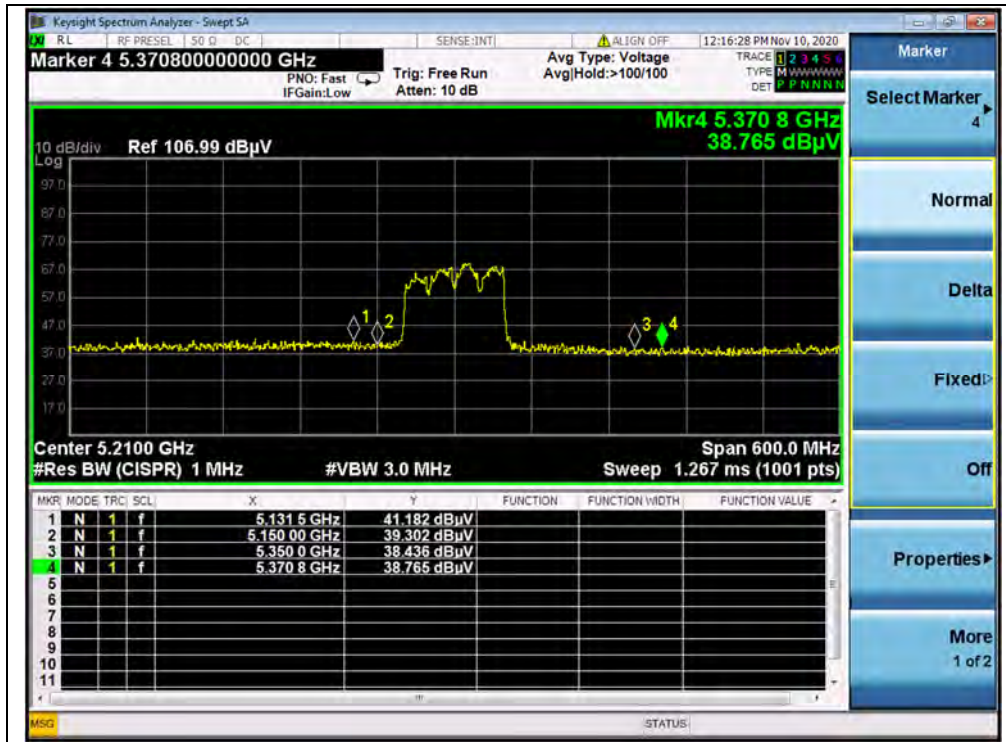 Keysight Spectrum Analyzer - Swept SA
RL RF PRESEL 50 Ω DC SENSE:INT ALIGN OFF 12:16:28 PM Nov 10, 2020
Marker 4 5.370800000000 GHz
PNO: Fast
IFGain:Low
Trig: Free Run
Atten: 10 dB
Avg Type: Voltage
Avg|Hold:>100/100
TRACE 1 2 3 4 5 6
TYPE M WWWWW
DET P P N N N N
Mkr4 5.370 8 GHz
38.765 dBµV
10 dB/div Ref 106.99 dBµV
Log
97.0
87.0
77.0
67.0
57.0
47.0
37.0
27.0
17.0
1 2 3 4
Center 5.2100 GHz Span 600.0 MHz
#Res BW (CISPR) 1 MHz #VBW 3.0 MHz Sweep 1.267 ms (1001 pts)
MKR MODE TRC SCL X Y FUNCTION FUNCTION WIDTH FUNCTION VALUE
1 N 1 f 5.131 5 GHz 41.182 dBµV
2 N 1 f 5.150 00 GHz 39.302 dBµV
3 N 1 f 5.350 0 GHz 38.436 dBµV
4 N 1 f 5.370 8 GHz 38.765 dBµV
5
6
7
8
9
10
11
MSG STATUS
Marker
Select Marker
4
Normal
Delta
Fixed
Off
Properties
More
1 of 2